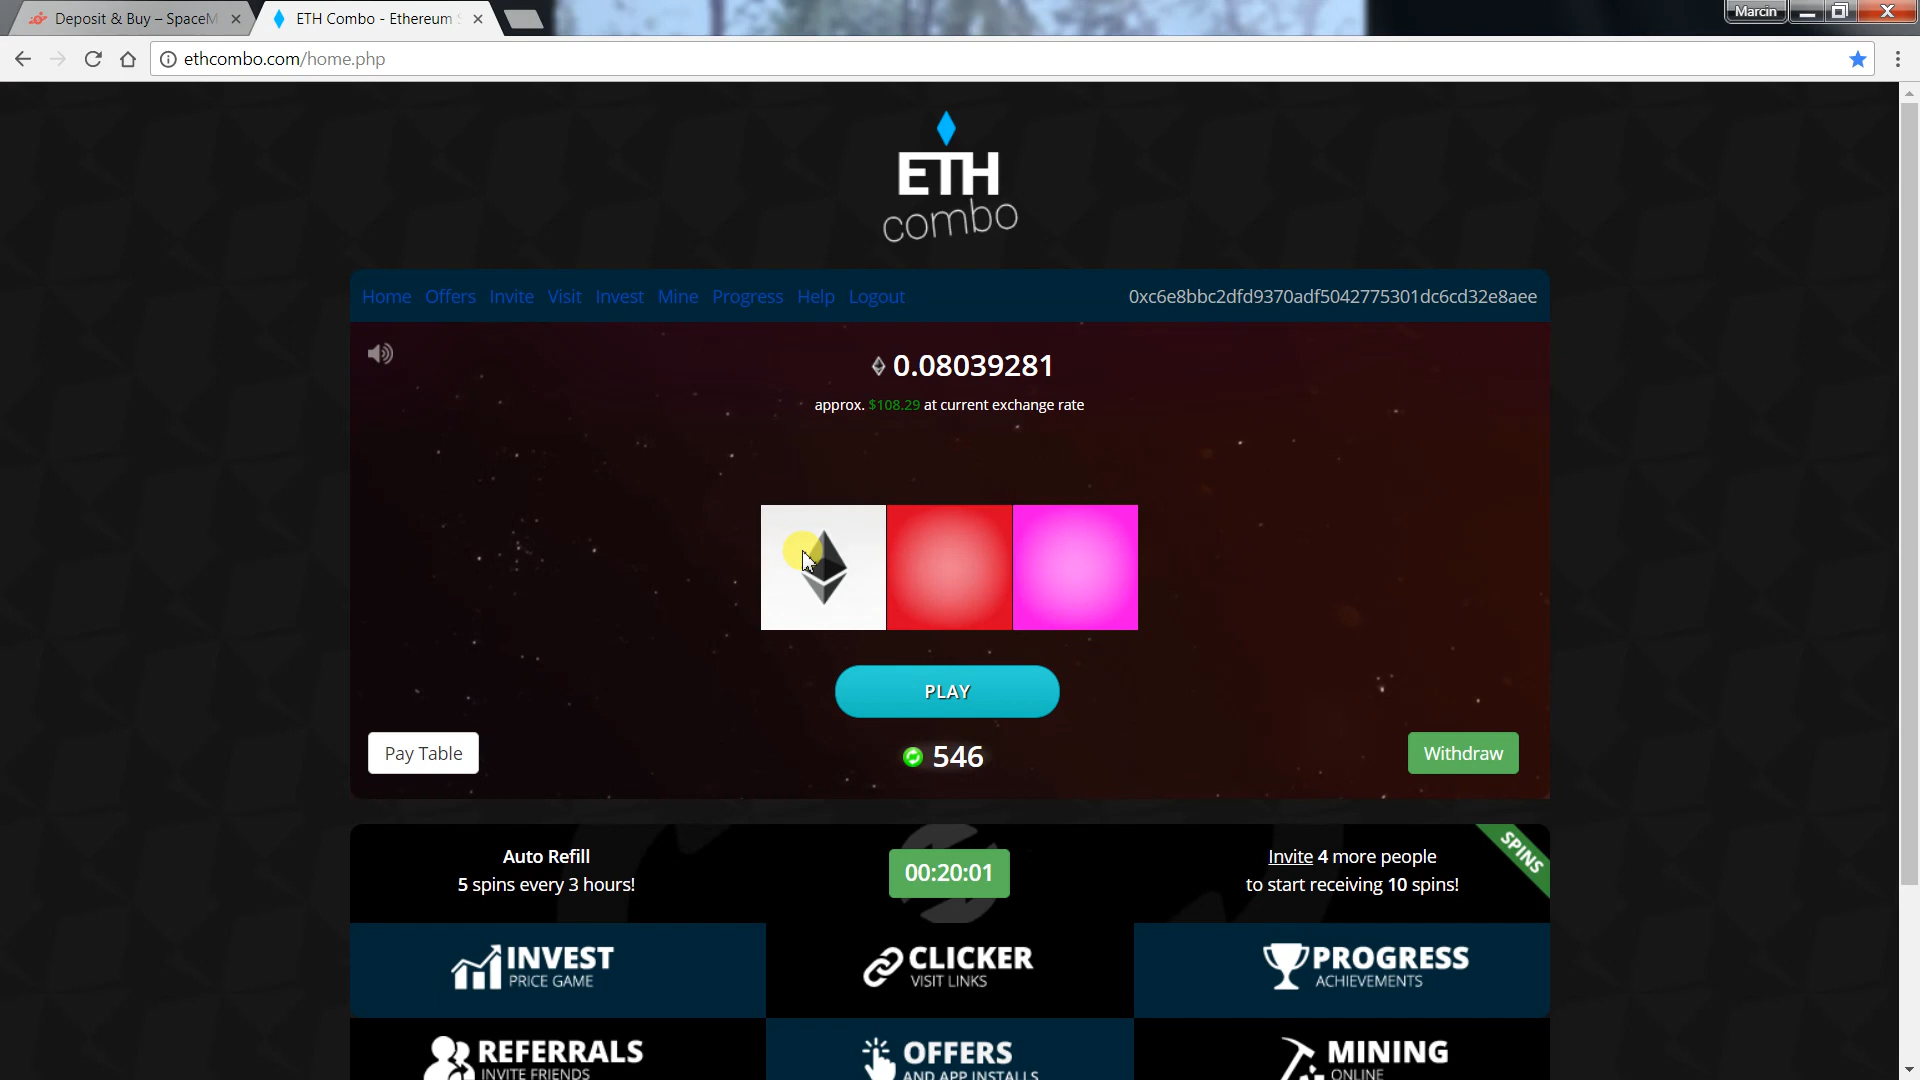 Deposit & Buy – SpaceM
ETH Combo - Ethereum
Marcin
ethcombo.com/home.php
ETH
combo
Home Offers Invite Visit Invest Mine Progress Help Logout
0xc6e8bbc2dfd9370adf5042775301dc6cd32e8aee
0.08039281
approx. $108.29 at current exchange rate
PLAY
Pay Table
546
Withdraw
Auto Refill
5 spins every 3 hours!
00:20:01
Invite 4 more people
to start receiving 10 spins!
SPINS
INVEST
PRICE GAME
CLICKER
VISIT LINKS
PROGRESS
ACHIEVEMENTS
REFERRALS
INVITE FRIENDS
OFFERS
AND APP INSTALLS
MINING
ONLINE